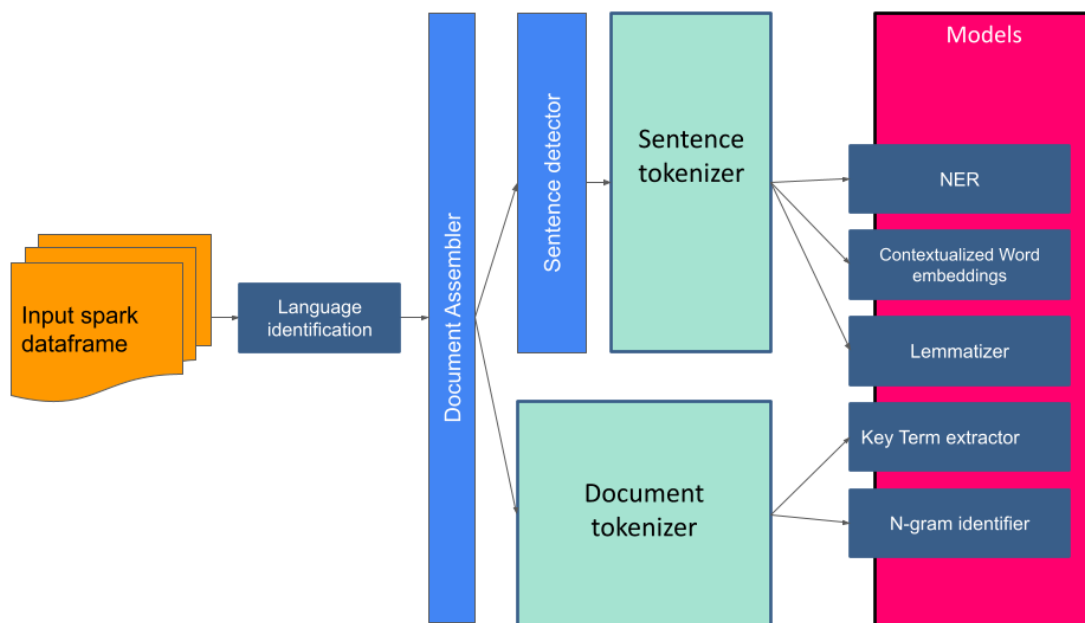 Input spark
dataframe
Language
identification
Document Assembler
Sentence detector
Sentence
tokenizer
Document
tokenizer
Models
NER
Contextualized Word
embeddings
Lemmatizer
Key Term extractor
N-gram identifier